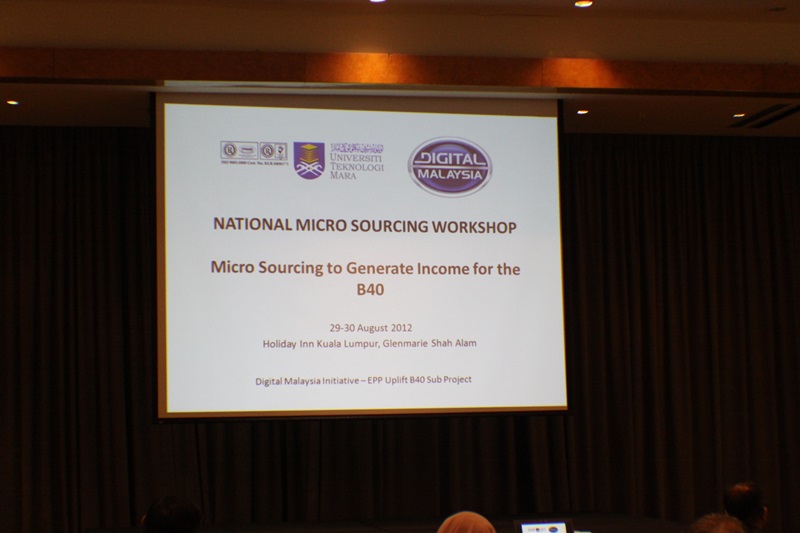 UNIVERSITI
TEKNOLOGI
MARA
DIGITAL
MALAYSIA
NATIONAL MICRO SOURCING WORKSHOP
Micro Sourcing to Generate Income for the
B40
29-30 August 2012
Holiday Inn Kuala Lumpur, Glenmarie Shah Alam
Digital Malaysia Initiative – EPP Uplift B40 Sub Project